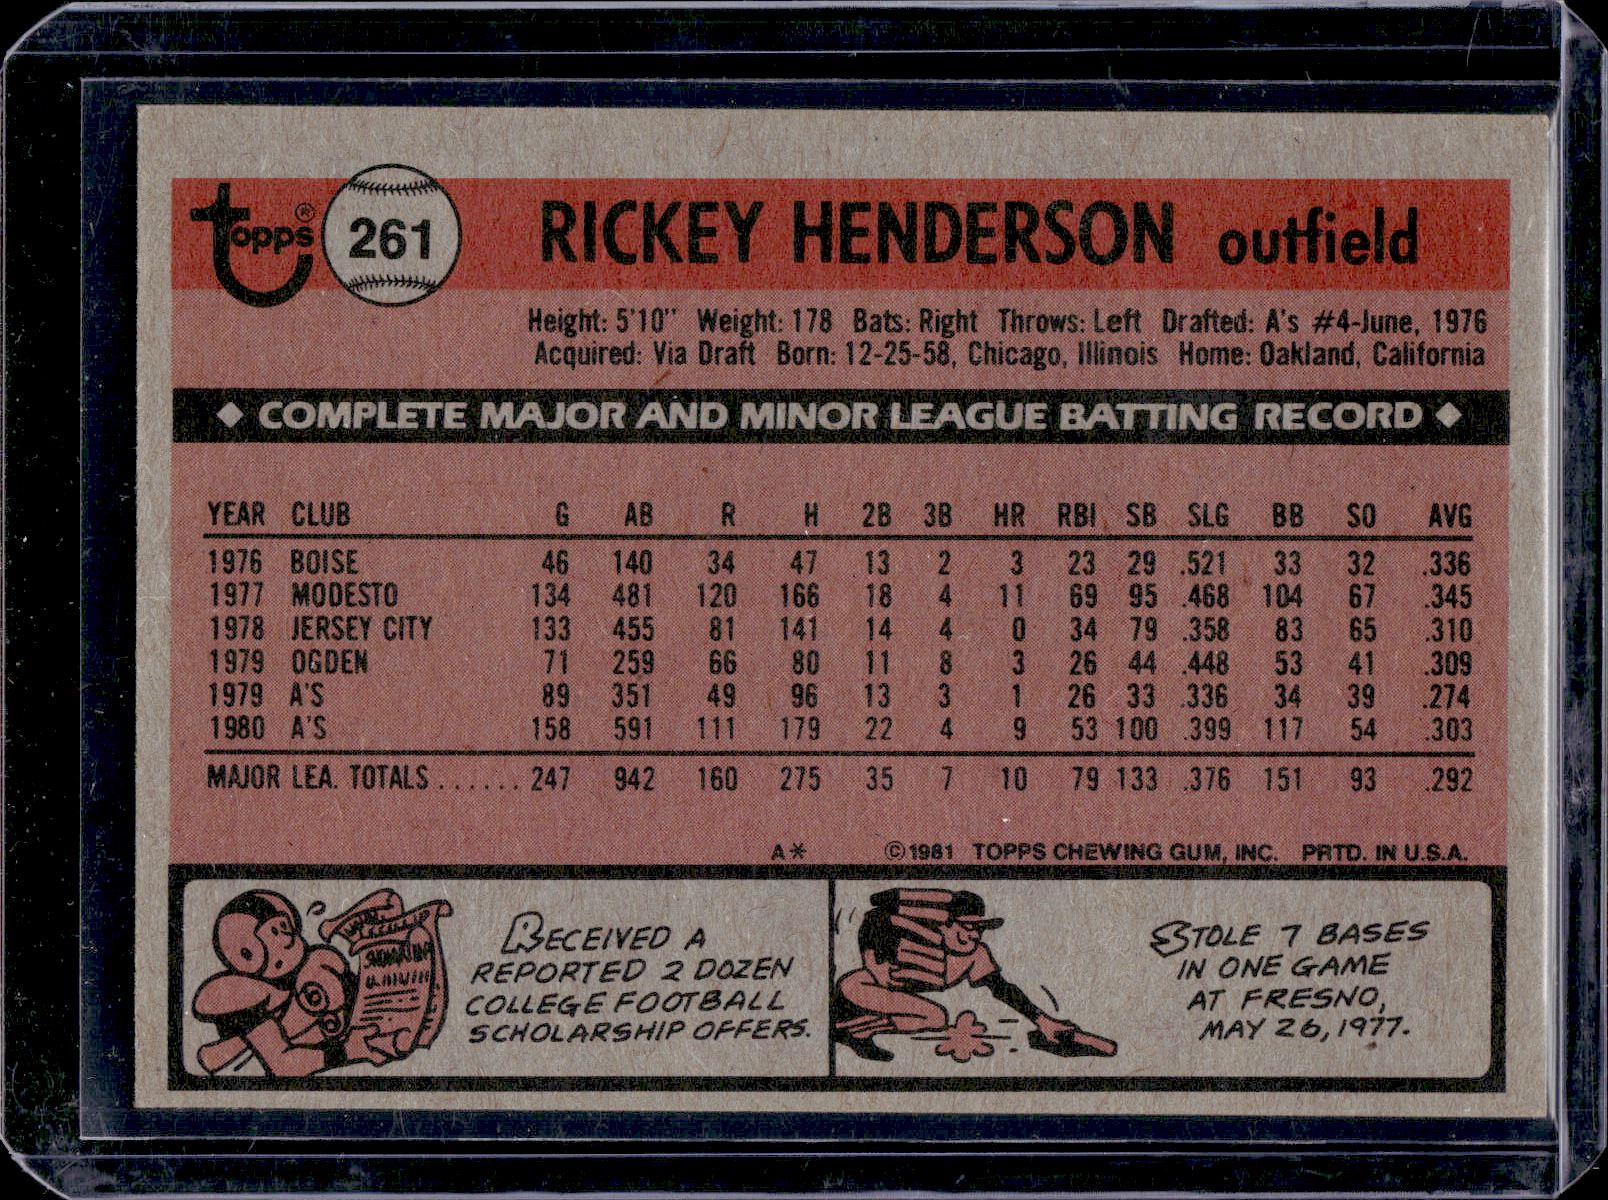 topps® 261 RICKEY HENDERSON outfield
Height: 5'10" Weight: 178 Bats: Right Throws: Left Drafted: A's #4-June, 1976
Acquired: Via Draft Born: 12-25-58, Chicago, Illinois Home: Oakland, California
◆ COMPLETE MAJOR AND MINOR LEAGUE BATTING RECORD ◆
YEAR CLUB G AB R H 2B 3B HR RBI SB SLG BB SO AVG
1976 BOISE 46 140 34 47 13 2 3 23 29 .521 33 32 .336
1977 MODESTO 134 481 120 166 18 4 11 69 95 .468 104 67 .345
1978 JERSEY CITY 133 455 81 141 14 4 0 34 79 .358 83 65 .310
1979 OGDEN 71 259 66 80 11 8 3 26 44 .448 53 41 .309
1979 A'S 89 351 49 96 13 3 1 26 33 .336 34 39 .274
1980 A'S 158 591 111 179 22 4 9 53 100 .399 117 54 .303
MAJOR LEA. TOTALS...... 247 942 160 275 35 7 10 79 133 .376 151 93 .292
A* ©1981 TOPPS CHEWING GUM, INC. PRTD. IN U.S.A.
RECEIVED A
REPORTED 2 DOZEN
COLLEGE FOOTBALL
SCHOLARSHIP OFFERS.
STOLE 7 BASES
IN ONE GAME
AT FRESNO,
MAY 26, 1977.